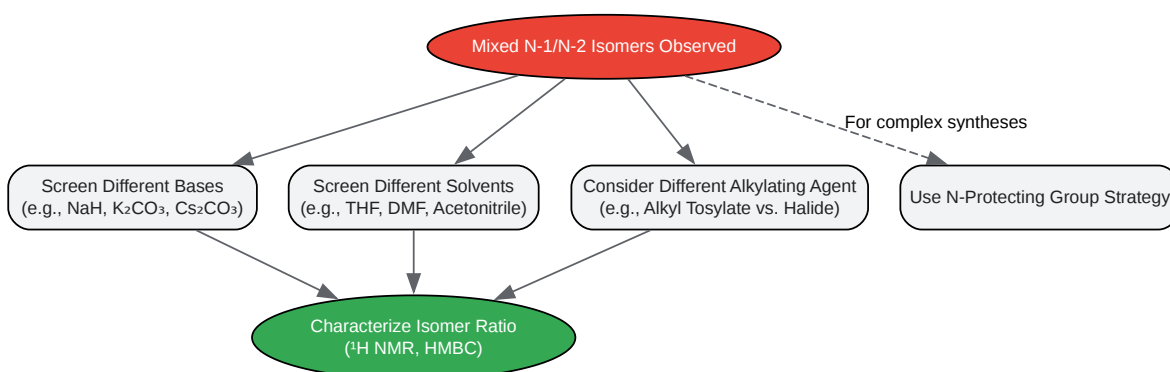 Mixed N-1/N-2 Isomers Observed
For complex syntheses
Screen Different Bases
(e.g., NaH, K₂CO₃, Cs₂CO₃)
Screen Different Solvents
(e.g., THF, DMF, Acetonitrile)
Consider Different Alkylating Agent
(e.g., Alkyl Tosylate vs. Halide)
Use N-Protecting Group Strategy
Characterize Isomer Ratio
(¹H NMR, HMBC)